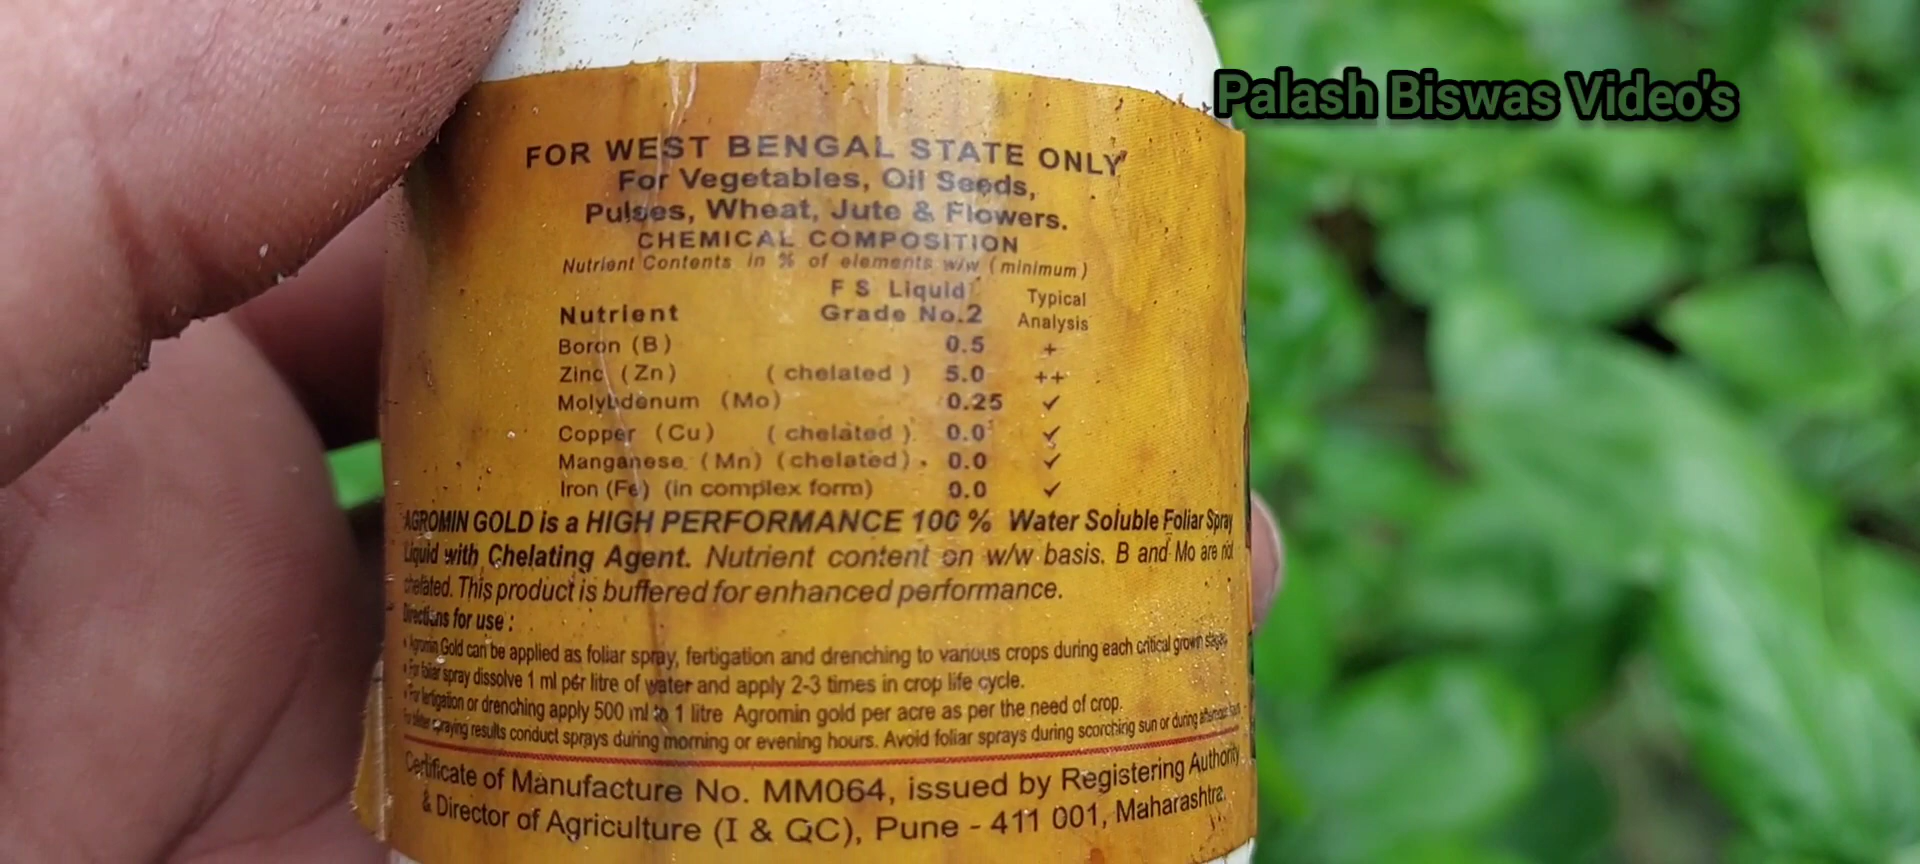 Palash Biswas Video's
FOR WEST BENGAL STATE ONLY
For Vegetables, Oil Seeds,
Pulses, Wheat, Jute & Flowers.
CHEMICAL COMPOSITION
Nutrient Contents in % of elements w/w (minimum)
Nutrient F S Liquid Grade No.2 Typical Analysis
Boron (B) 0.5 +
Zinc (Zn) (chelated) 5.0 ++
Molybdenum (Mo) 0.25 ✓
Copper (Cu) (chelated) 0.0 ✓
Manganese (Mn) (chelated) 0.0 ✓
Iron (Fe) (in complex form) 0.0 ✓
AGROMIN GOLD is a HIGH PERFORMANCE 100 % Water Soluble Foliar Spray
Liquid with Chelating Agent. Nutrient content on w/w basis. B and Mo are not
chelated. This product is buffered for enhanced performance.
Directions for use :
• Agromin Gold can be applied as foliar spray, fertigation and drenching to various crops during each critical grown stages
• For foliar spray dissolve 1 ml per litre of water and apply 2-3 times in crop life cycle.
• For fertigation or drenching apply 500 ml to 1 litre Agromin gold per acre as per the need of crop.
spraying results conduct sprays during morning or evening hours. Avoid foliar sprays during scorching sun or during
Certificate of Manufacture No. MM064, issued by Registering Authority
& Director of Agriculture (I & QC), Pune - 411 001, Maharashtra.